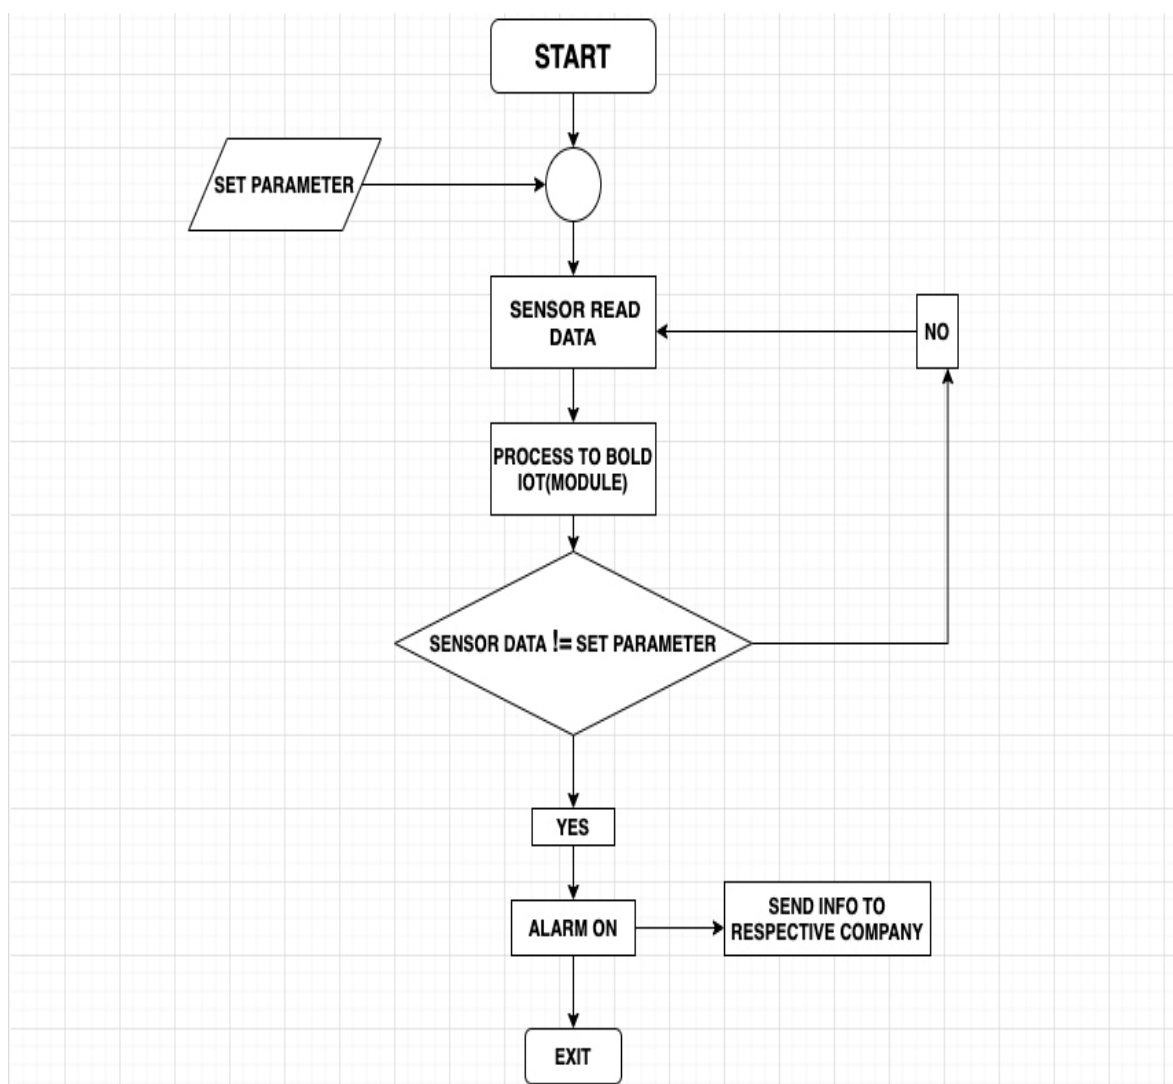 START
SET PARAMETER
SENSOR READ
DATA
NO
PROCESS TO BOLD
IOT(MODULE)
SENSOR DATA != SET PARAMETER
YES
ALARM ON
SEND INFO TO
RESPECTIVE COMPANY
EXIT